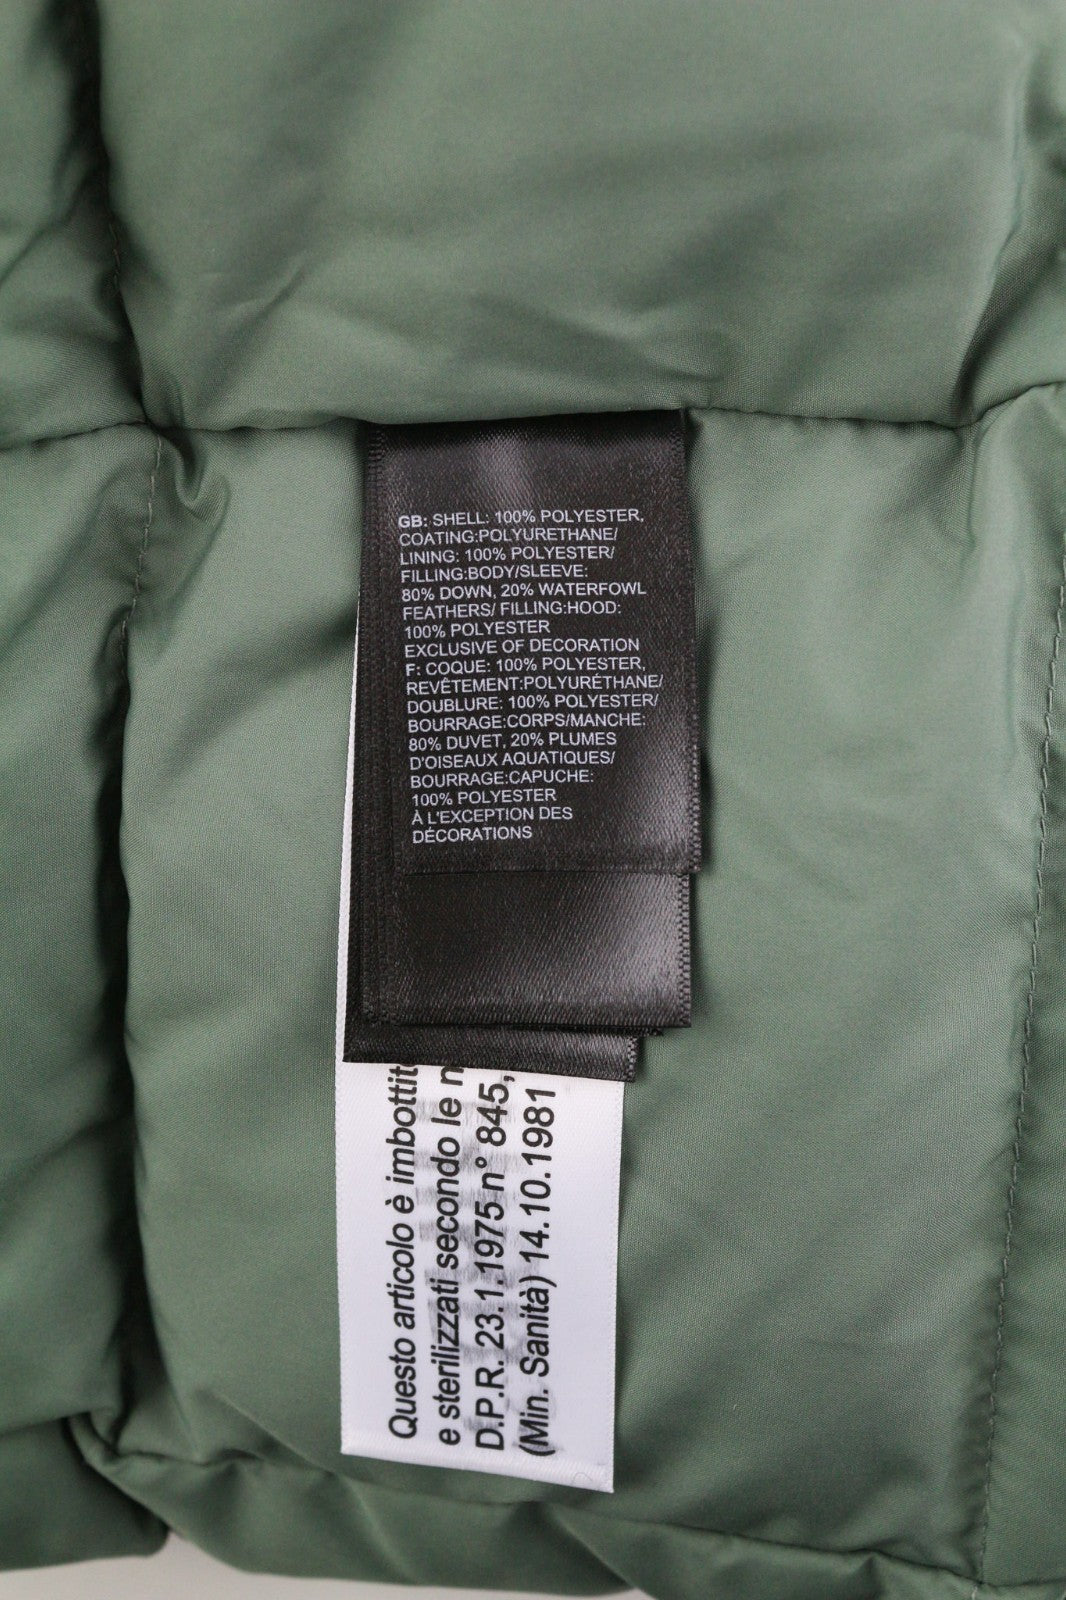 GB: SHELL: 100% POLYESTER,
COATING:POLYURETHANE/
LINING: 100% POLYESTER/
FILLING:BODY/SLEEVE:
80% DOWN, 20% WATERFOWL
FEATHERS/ FILLING:HOOD:
100% POLYESTER
EXCLUSIVE OF DECORATION
F: COQUE: 100% POLYESTER,
REVÊTEMENT:POLYURÉTHANE/
DOUBLURE: 100% POLYESTER/
BOURRAGE:CORPS/MANCHE:
80% DUVET, 20% PLUMES
D'OISEAUX AQUATIQUES/
BOURRAGE:CAPUCHE:
100% POLYESTER
À L'EXCEPTION DES
DÉCORATIONS
Questo articolo è
e sterilizzati secondo le
D.P.R. 23.1.1975 n° 845,
(Min. Sanità) 14.10.1981